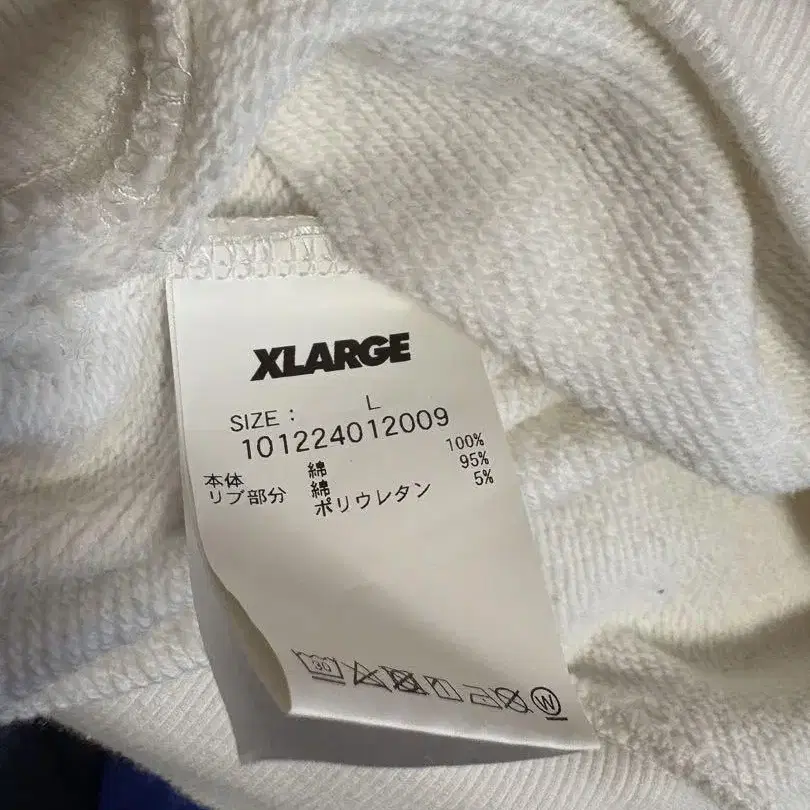 XLARGE
SIZE： L
101224012009
本体 綿 100%
リブ部分 綿 95%
ポリウレタン 5%
30 W